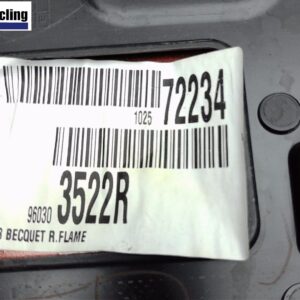 cling
1025 72234
96030 3522R
BECQUET R.FLAME